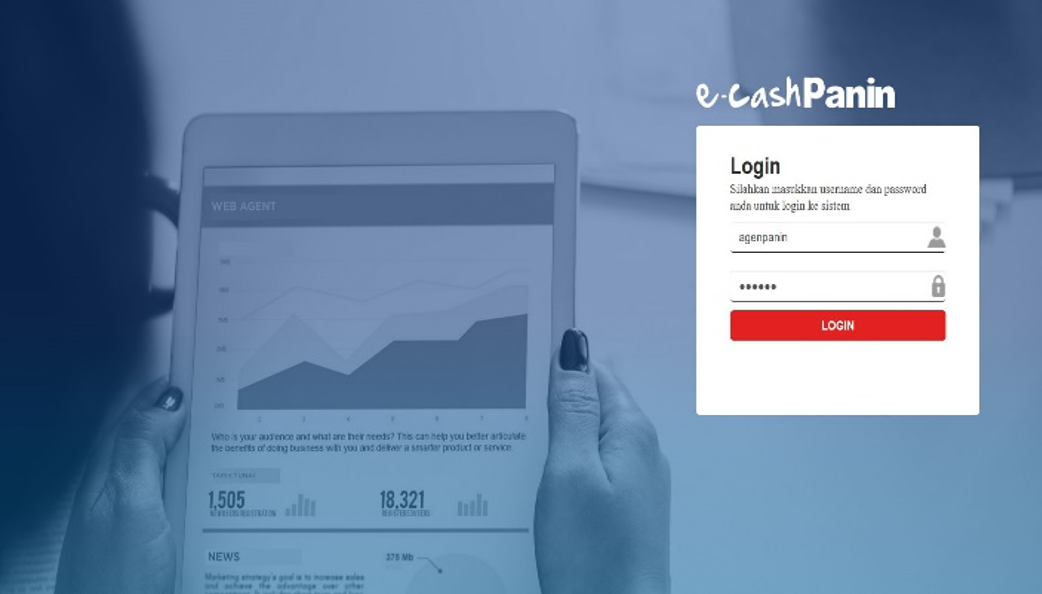 e-cashPanin
Login
Silahkan masukkan username dan password
anda untuk login ke sistem
agenpanin
••••••
LOGIN
WEB AGENT
Who is your audience and what are their needs? This can help you better articulate
the benefits of doing business with you and deliver a smarter product or service.
1,505
18,321
NEWS
375 Mb
Marketing strategy's goal is to increase sales
and achieve the advantage over other